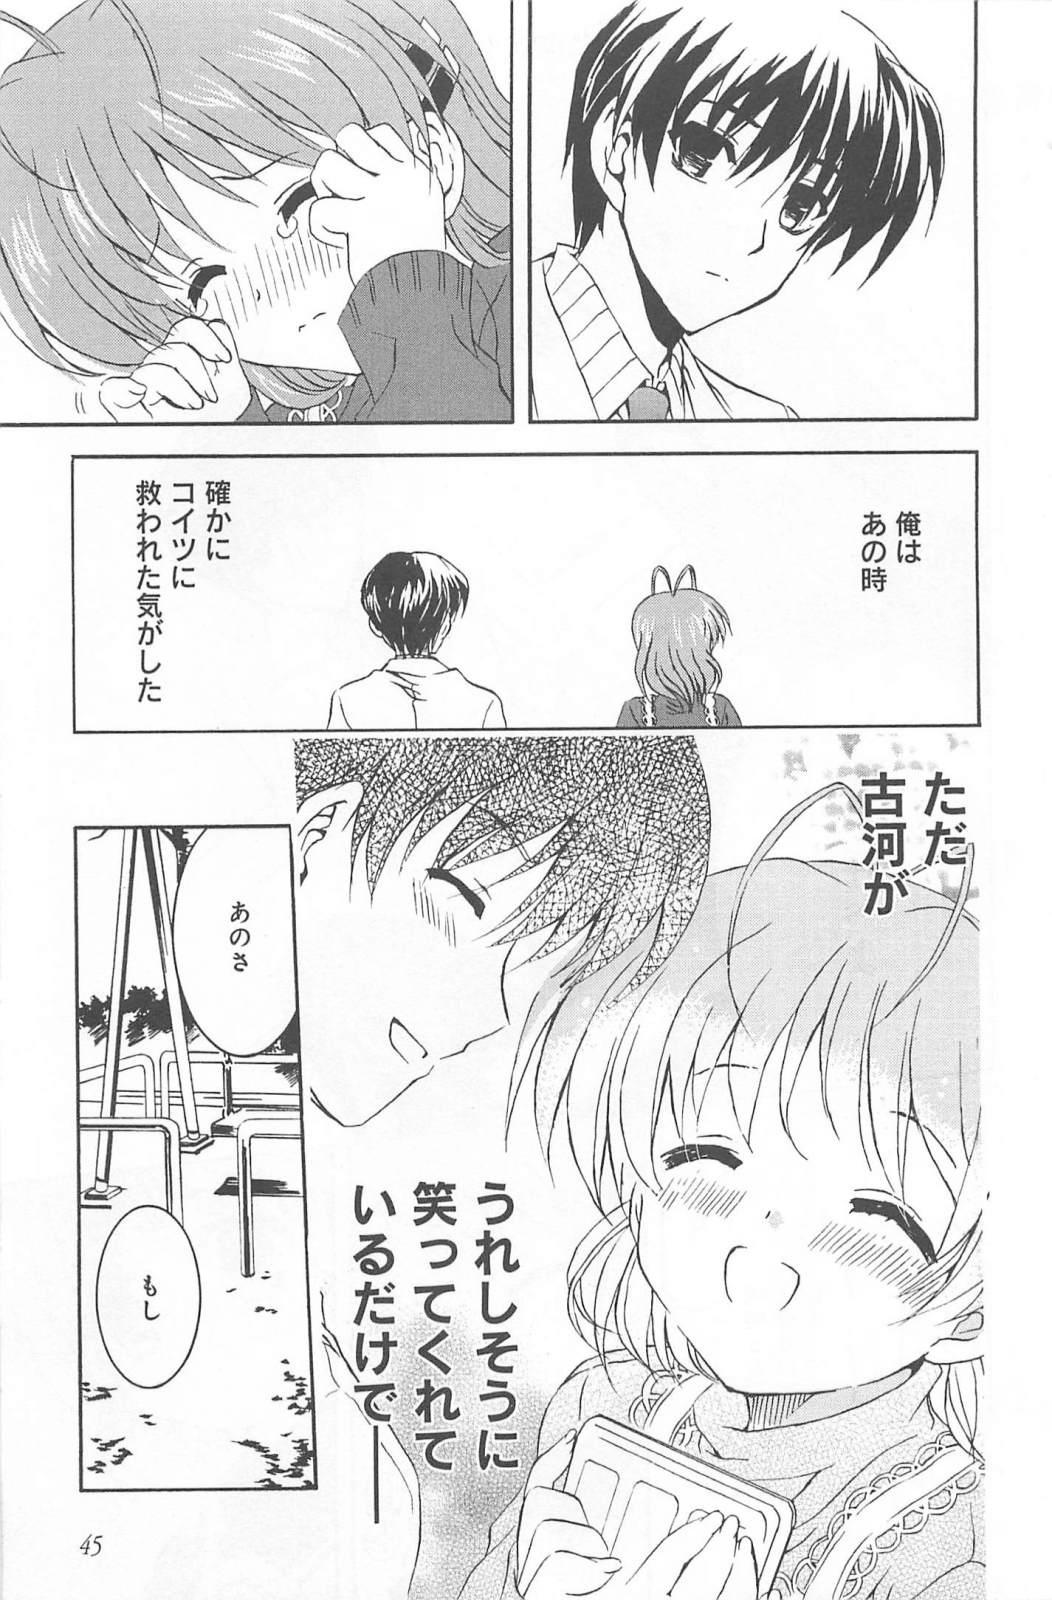 俺は
あの時
確かに
コイツに
救われた気がした
ただ
古河が
うれしそうに
笑ってくれて
いるだけで――
あのさ
もし
45